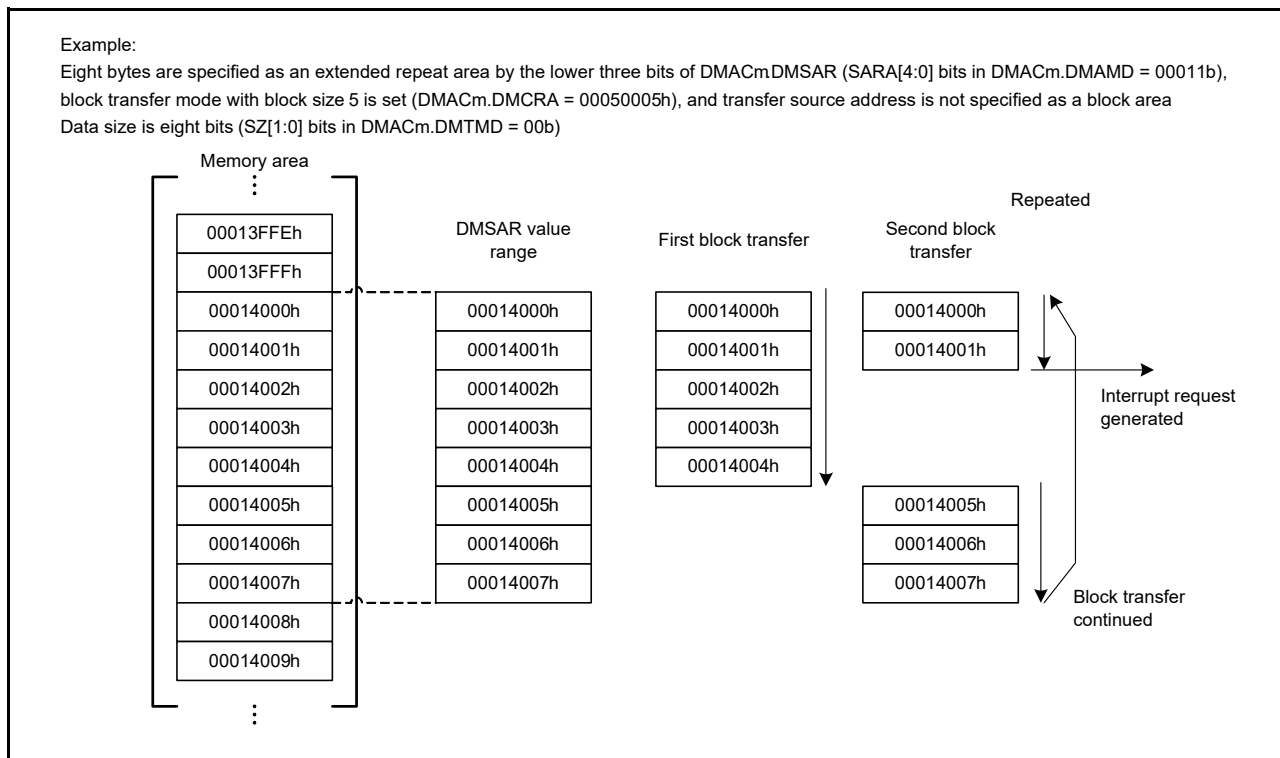 Example:
Eight bytes are specified as an extended repeat area by the lower three bits of DMACm.DMSAR (SARA[4:0] bits in DMACm.DMAMD = 00011b),
block transfer mode with block size 5 is set (DMACm.DMCRA = 00050005h), and transfer source address is not specified as a block area
Data size is eight bits (SZ[1:0] bits in DMACm.DMTMD = 00b)
Memory area
00013FFEh
00013FFFh
00014000h
00014001h
00014002h
00014003h
00014004h
00014005h
00014006h
00014007h
00014008h
00014009h
DMSAR value
range
00014000h
00014001h
00014002h
00014003h
00014004h
00014005h
00014006h
00014007h
First block transfer
00014000h
00014001h
00014002h
00014003h
00014004h
Second block
transfer
00014000h
00014001h
00014005h
00014006h
00014007h
Repeated
Interrupt request
generated
Block transfer
continued